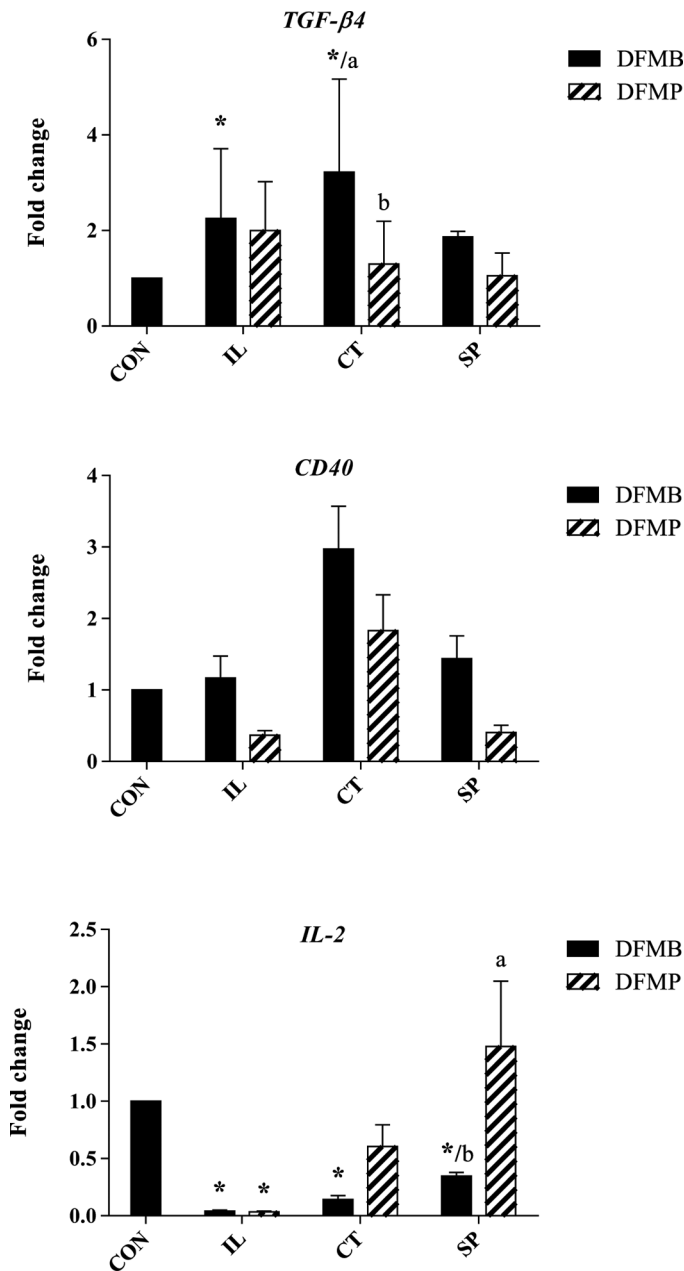 TGF-β4
6
4
2
0
Fold change
*
*/a
b
DFMB
DFMP
CON
IL
CT
SP
CD40
4
3
2
1
0
Fold change
DFMB
DFMP
CON
IL
CT
SP
IL-2
2.5
2.0
1.5
1.0
0.5
0.0
Fold change
*
*
*
*/b
a
DFMB
DFMP
CON
IL
CT
SP